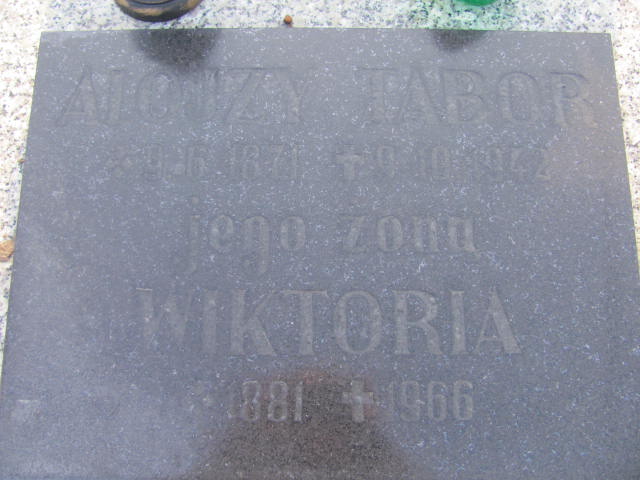 ALOJZY TABOR
* 9.6.1871 ✝ 9.10.1942
jego żona
WIKTORIA
* 1881 ✝ 1966